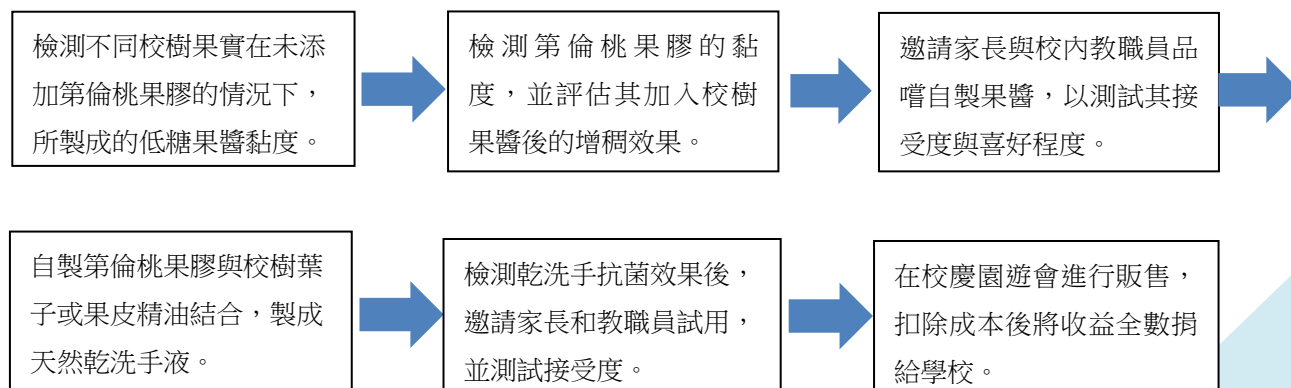 檢測不同校樹果實在未添
加第倫桃果膠的情況下，
所製成的低糖果醬黏度。
檢測第倫桃果膠的黏
度，並評估其加入校樹
果醬後的增稠效果。
邀請家長與校內教職員品
嚐自製果醬，以測試其接
受度與喜好程度。
自製第倫桃果膠與校樹葉
子或果皮精油結合，製成
天然乾洗手液。
檢測乾洗手抗菌效果後，
邀請家長和教職員試用，
並測試接受度。
在校慶園遊會進行販售，
扣除成本後將收益全數捐
給學校。